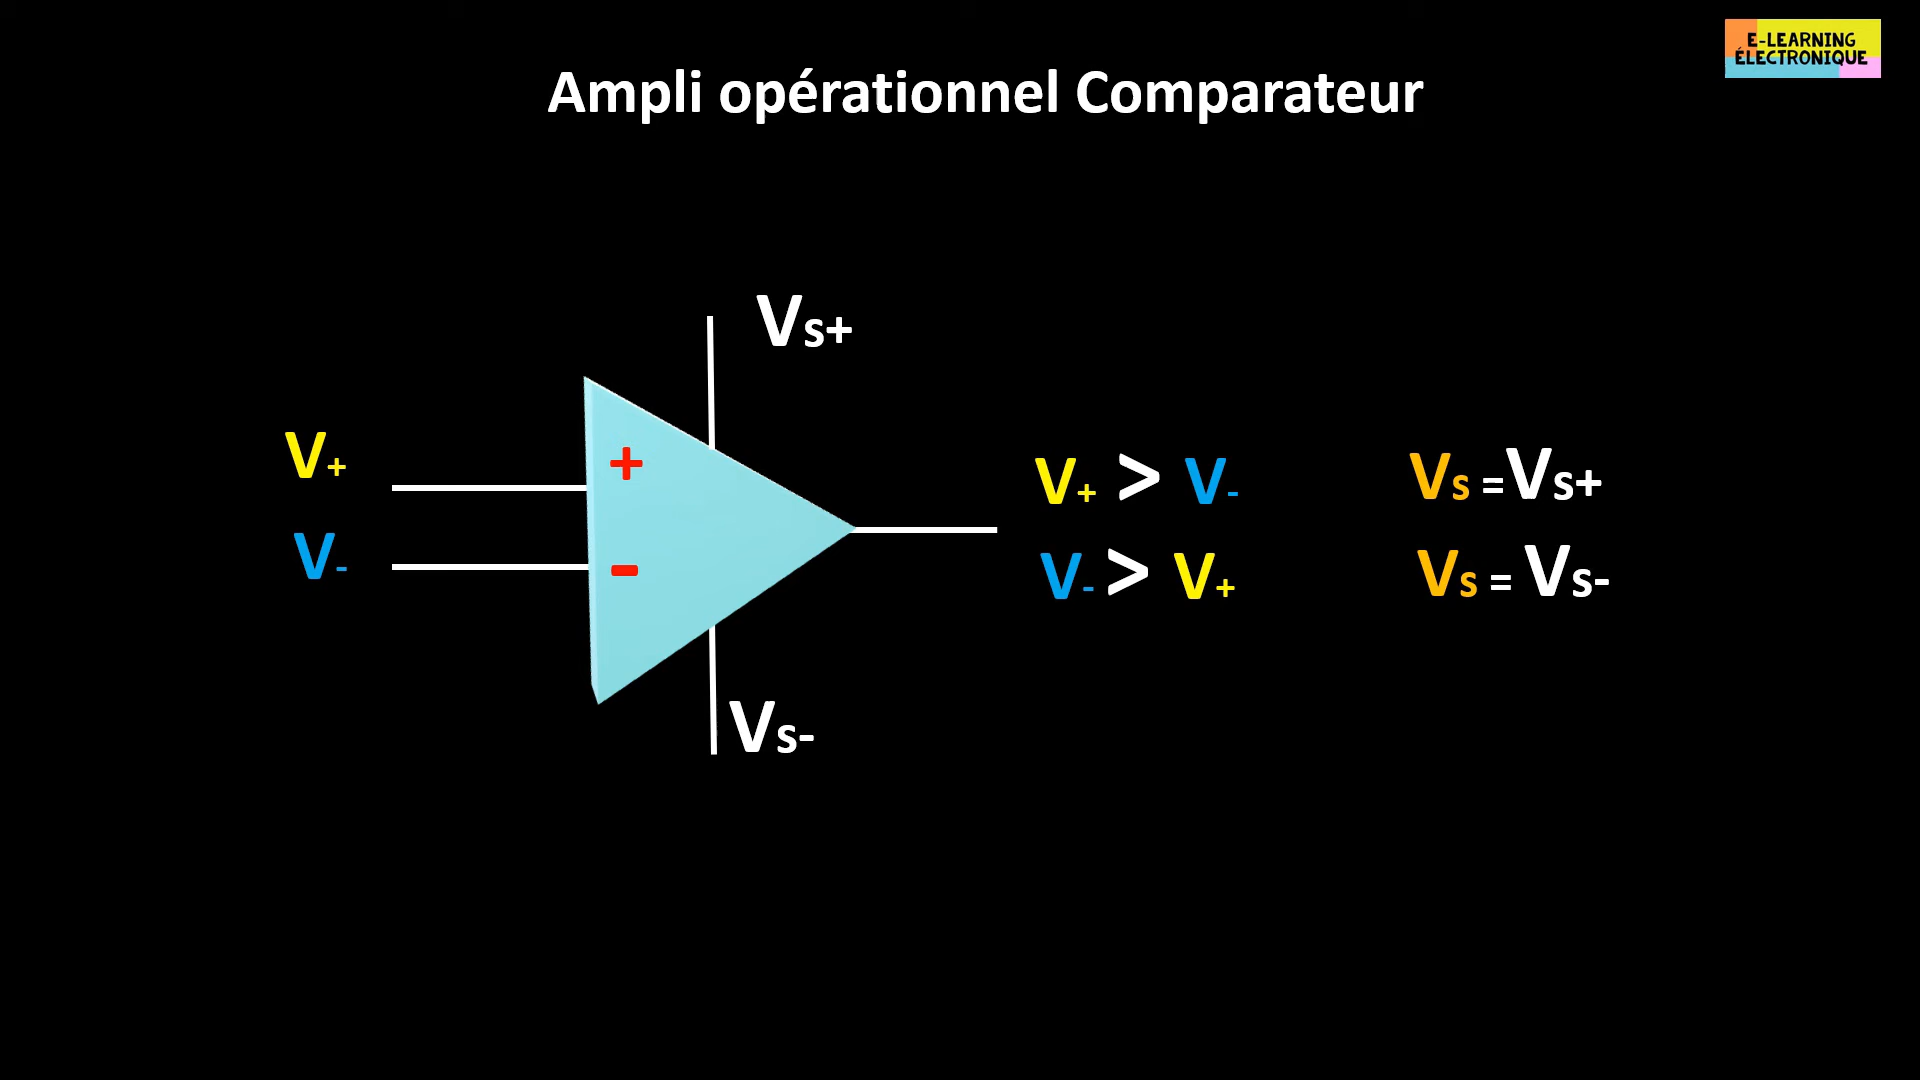 E-LEARNING
ÉLECTRONIQUE
Ampli opérationnel Comparateur
Vs+
V+
+
V+ > V- Vs =Vs+
V-
-
V- > V+ Vs = Vs-
Vs-